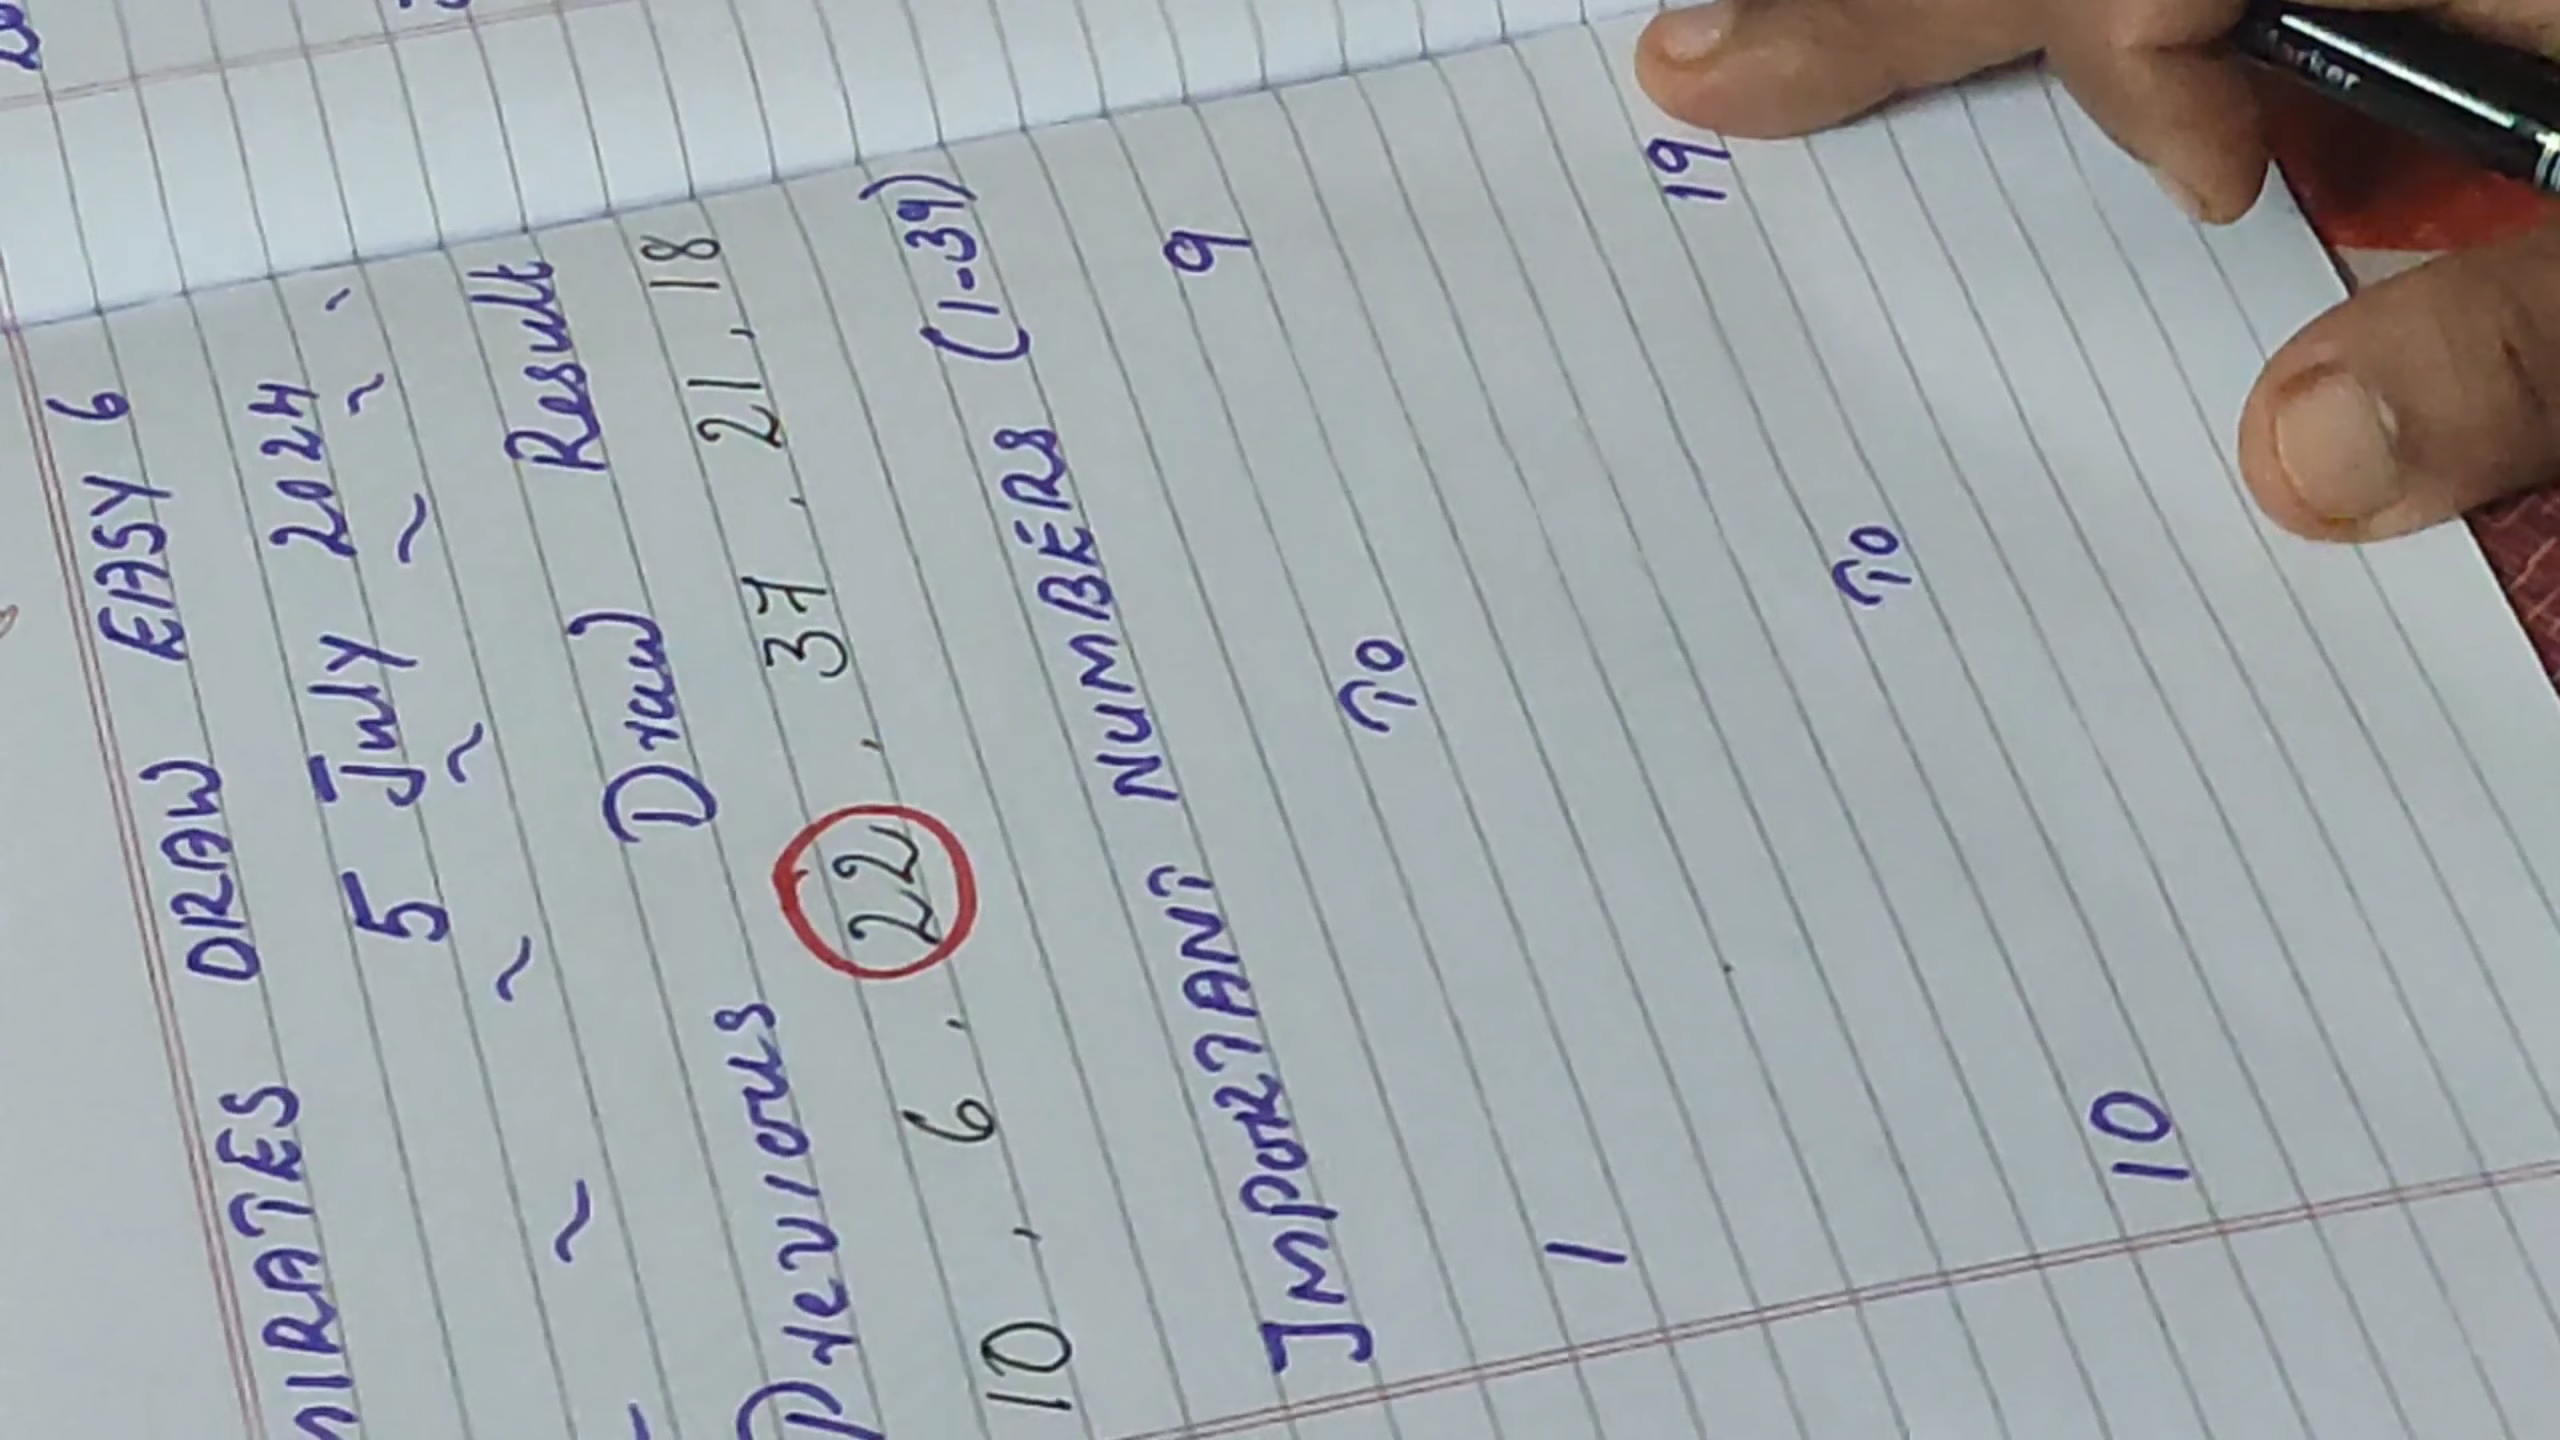 MIRATES DRAW EASY 6
5 July 2024
Previous Draw Result
10, 6, 22, 37, 21, 18
IMPORTANT NUMBERS (1-39)
1 To 9
10 To 19